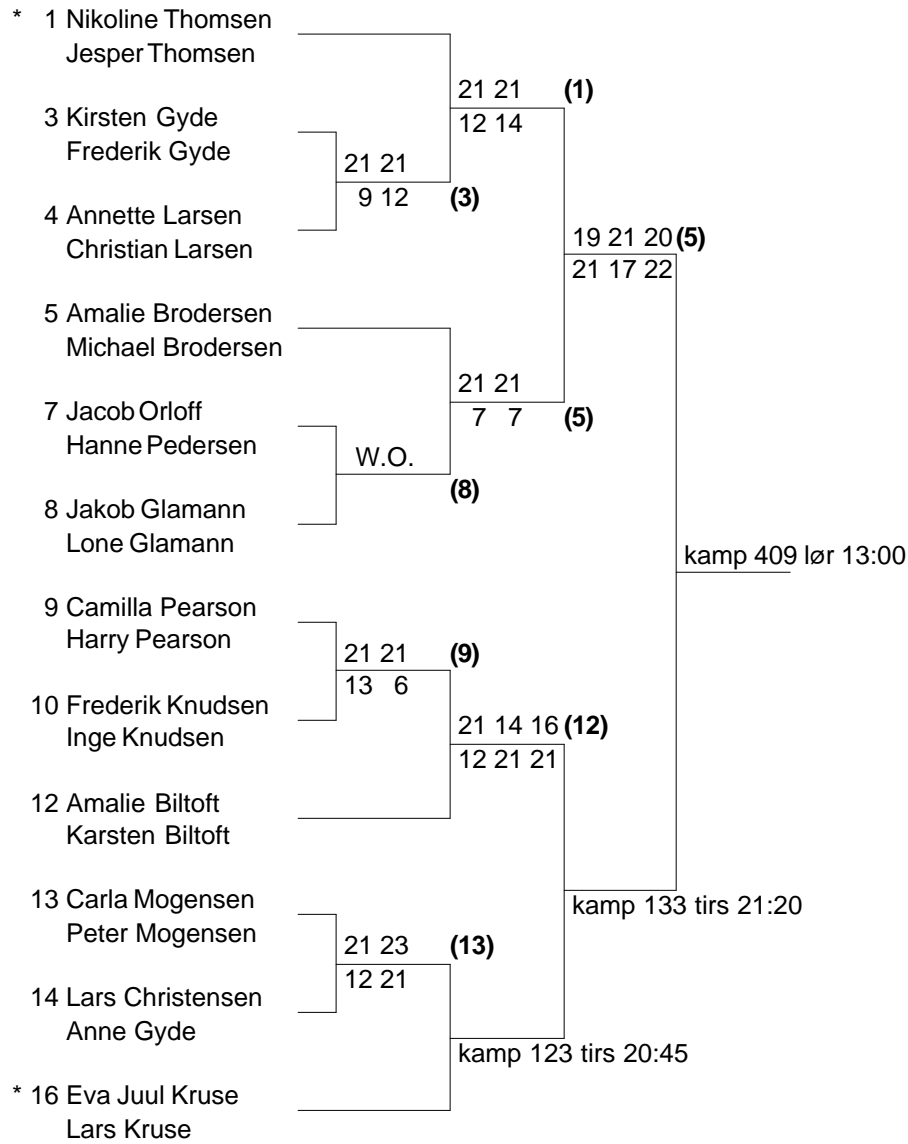 * 1 Nikoline Thomsen
Jesper Thomsen
21 21 (1)
12 14
3 Kirsten Gyde
Frederik Gyde
21 21
9 12 (3)
4 Annette Larsen
Christian Larsen
19 21 20 (5)
21 17 22
5 Amalie Brodersen
Michael Brodersen
21 21
7 7 (5)
7 Jacob Orloff
Hanne Pedersen
W.O.
(8)
8 Jakob Glamann
Lone Glamann
kamp 409 lør 13:00
9 Camilla Pearson
Harry Pearson
21 21 (9)
13 6
10 Frederik Knudsen
Inge Knudsen
21 14 16 (12)
12 21 21
12 Amalie Biltoft
Karsten Biltoft
kamp 133 tirs 21:20
13 Carla Mogensen
Peter Mogensen
21 23 (13)
12 21
14 Lars Christensen
Anne Gyde
kamp 123 tirs 20:45
* 16 Eva Juul Kruse
Lars Kruse